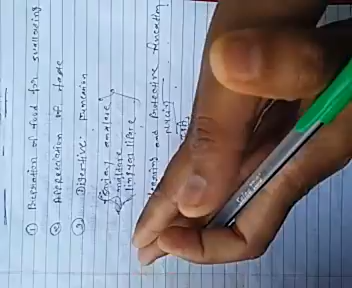 ① Preparation of food for swallowing
② Appreciation of taste
③ Digestive Function
Salivary amylase
maltase
lingual lipase
Cleansing and Protective function